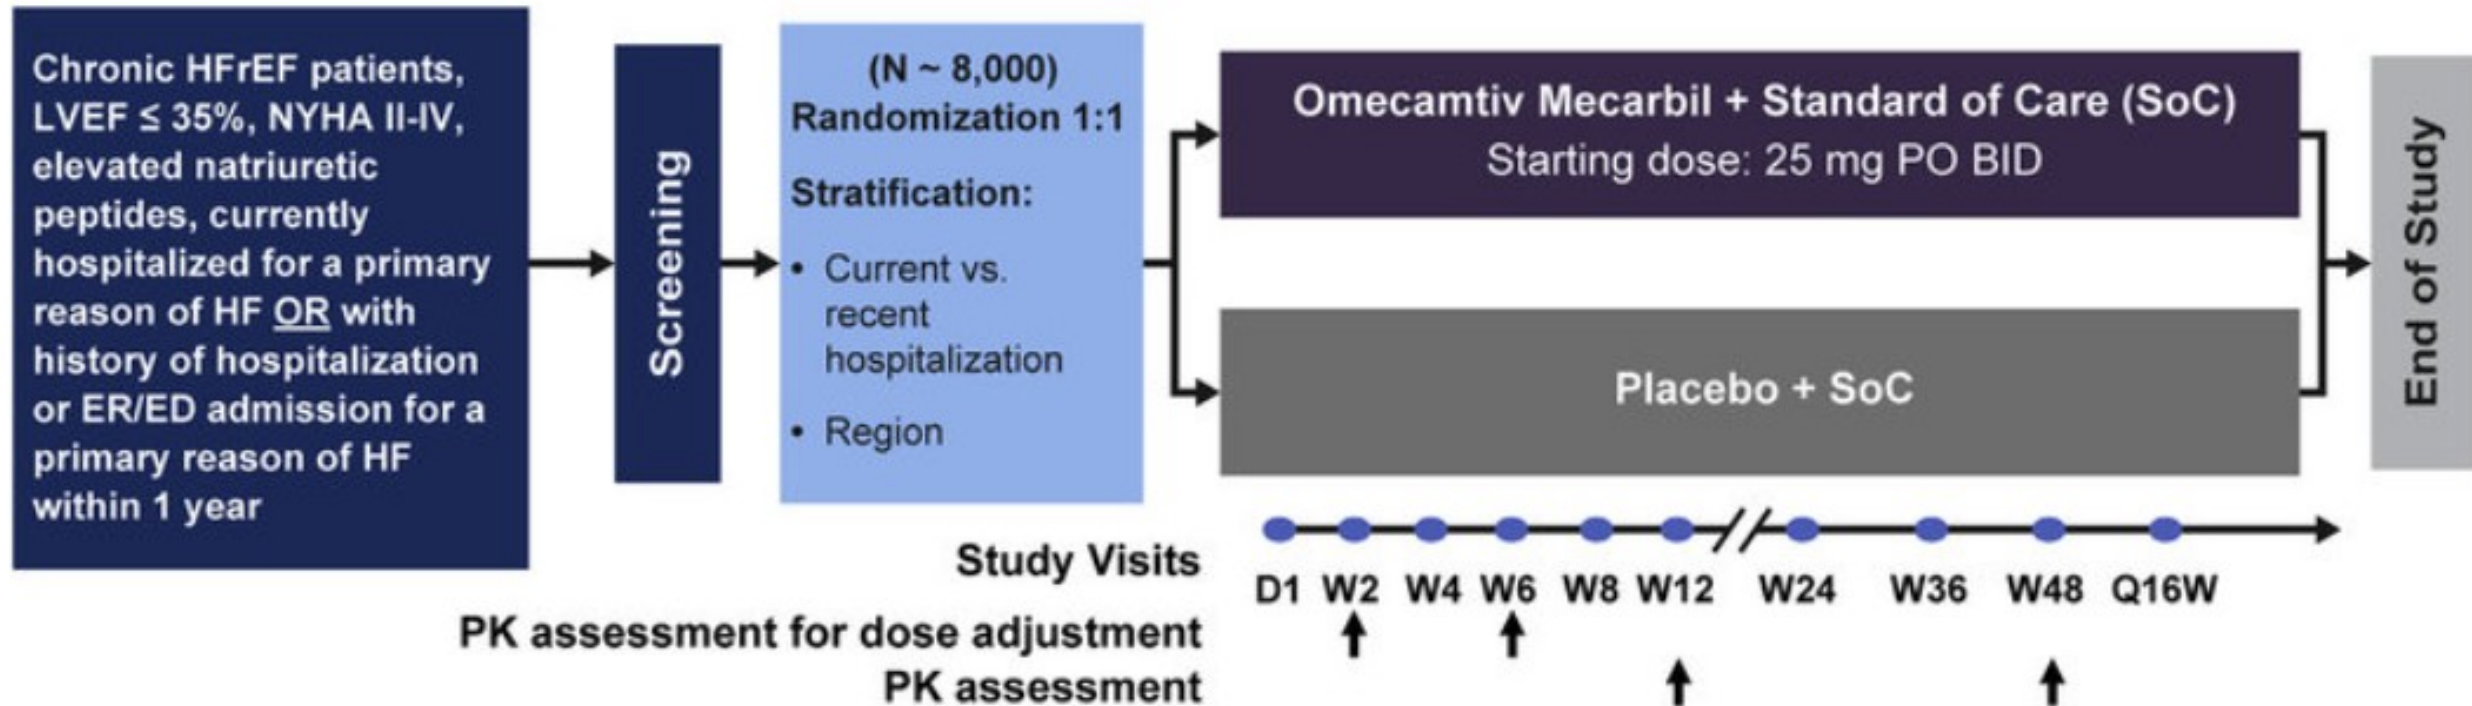 Chronic HFrEF patients,
LVEF ≤ 35%, NYHA II-IV,
elevated natriuretic
peptides, currently
hospitalized for a primary
reason of HF OR with
history of hospitalization
or ER/ED admission for a
primary reason of HF
within 1 year
Screening
(N ~ 8,000)
Randomization 1:1
Stratification:
• Current vs.
recent
hospitalization
• Region
Omecamtiv Mecarbil + Standard of Care (SoC)
Starting dose: 25 mg PO BID
Placebo + SoC
End of Study
Study Visits
D1 W2 W4 W6 W8 W12 W24 W36 W48 Q16W
PK assessment for dose adjustment
PK assessment